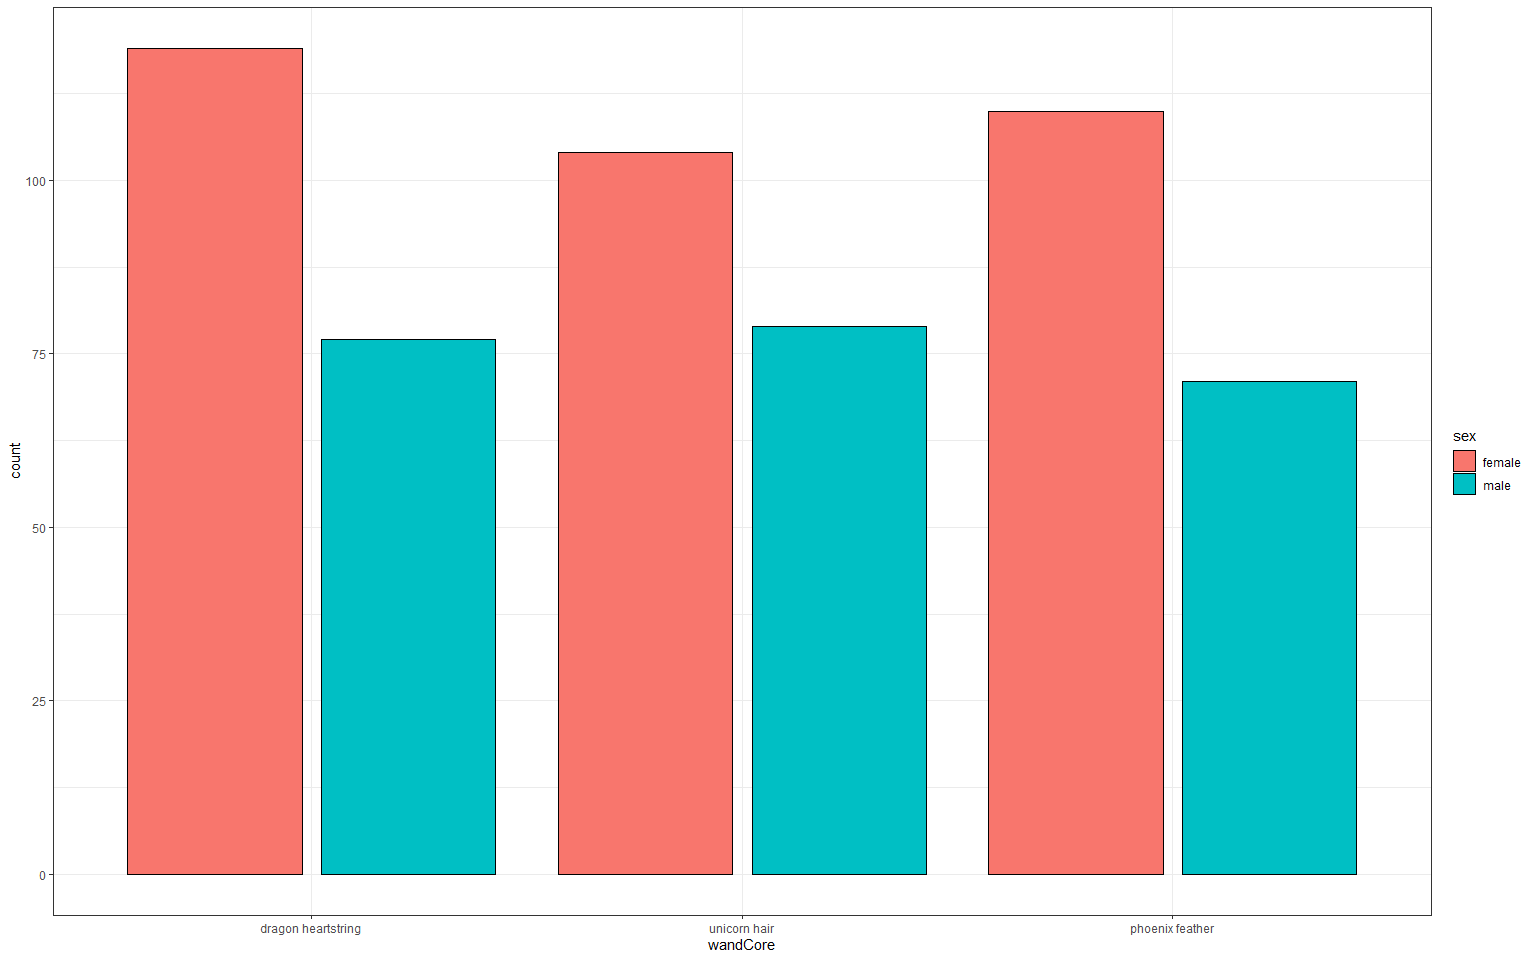 100
75
50
25
0
count
dragon heartstring
unicorn hair
phoenix feather
wandCore
sex
female
male